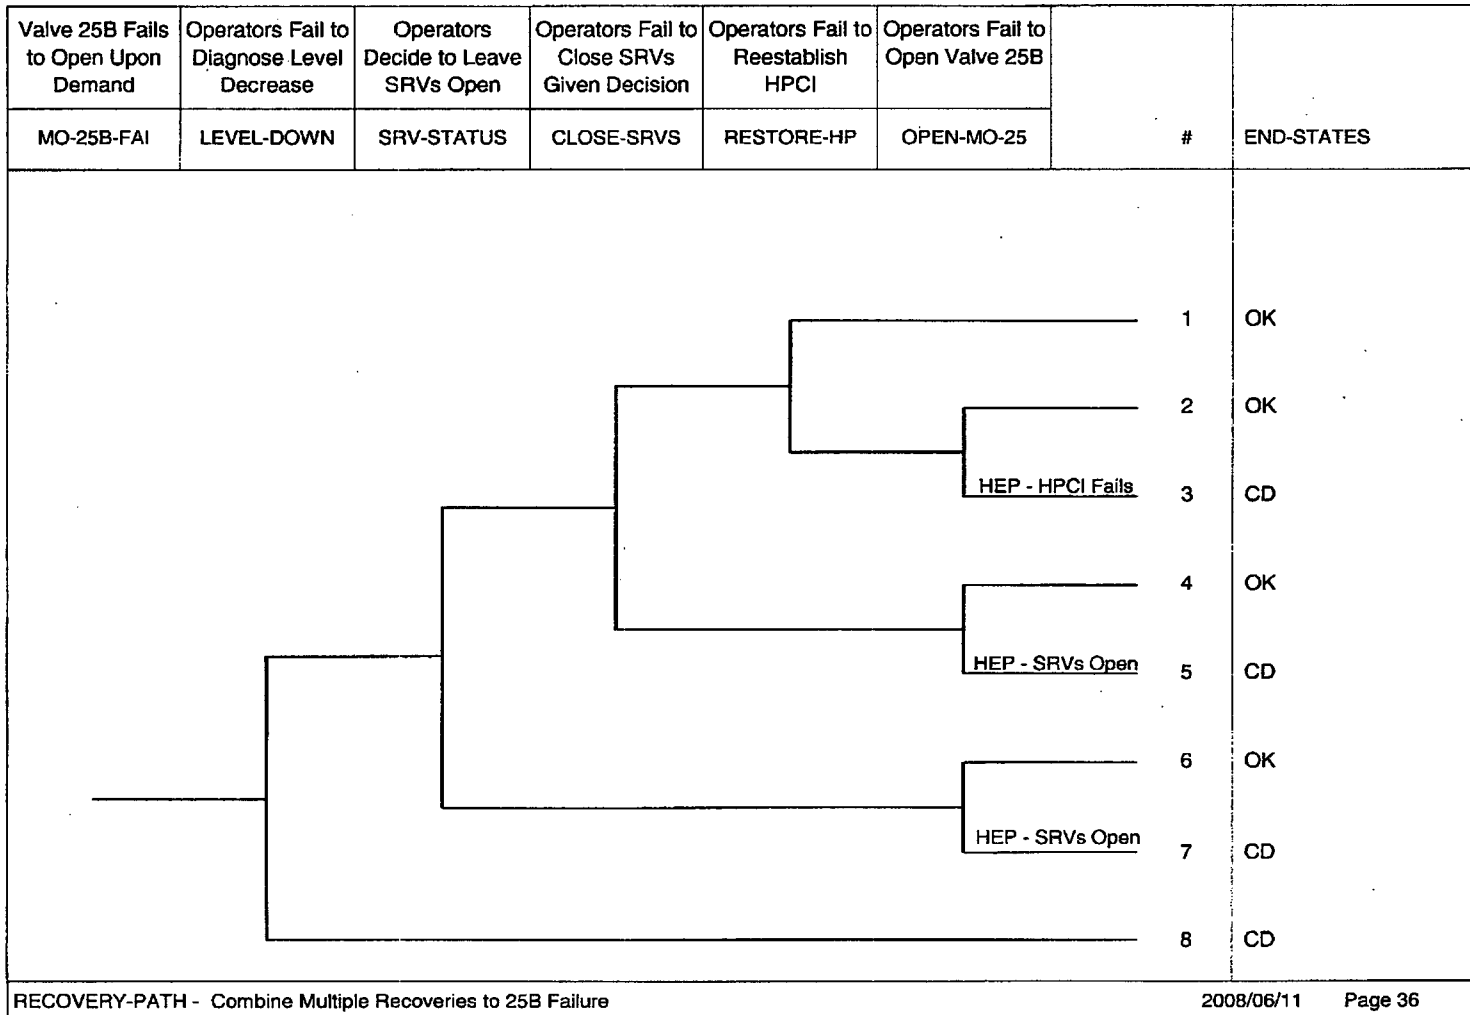 Valve 25B Fails to Open Upon Demand
Operators Fail to Diagnose Level Decrease
Operators Decide to Leave SRVs Open
Operators Fail to Close SRVs Given Decision
Operators Fail to Reestablish HPCI
Operators Fail to Open Valve 25B
MO-25B-FAI LEVEL-DOWN SRV-STATUS CLOSE-SRVS RESTORE-HP OPEN-MO-25 # END-STATES
1 OK
2 OK
HEP - HPCI Fails 3 CD
4 OK
HEP - SRVs Open 5 CD
6 OK
HEP - SRVs Open 7 CD
8 CD
RECOVERY-PATH - Combine Multiple Recoveries to 25B Failure 2008/06/11 Page 36